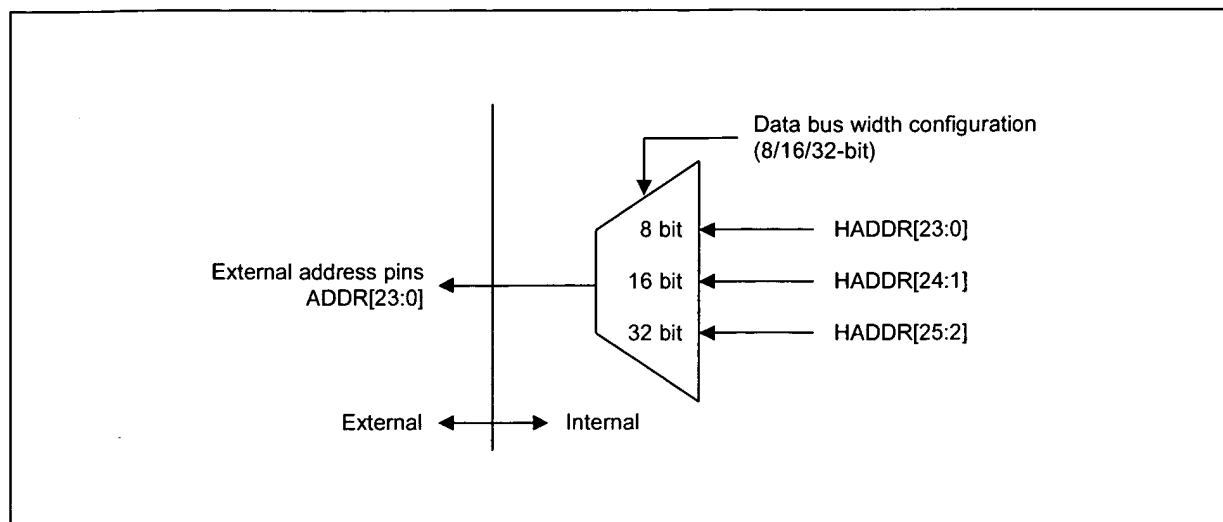 Data bus width configuration
(8/16/32-bit)
8 bit
HADDR[23:0]
External address pins
ADDR[23:0]
16 bit
HADDR[24:1]
32 bit
HADDR[25:2]
External
Internal